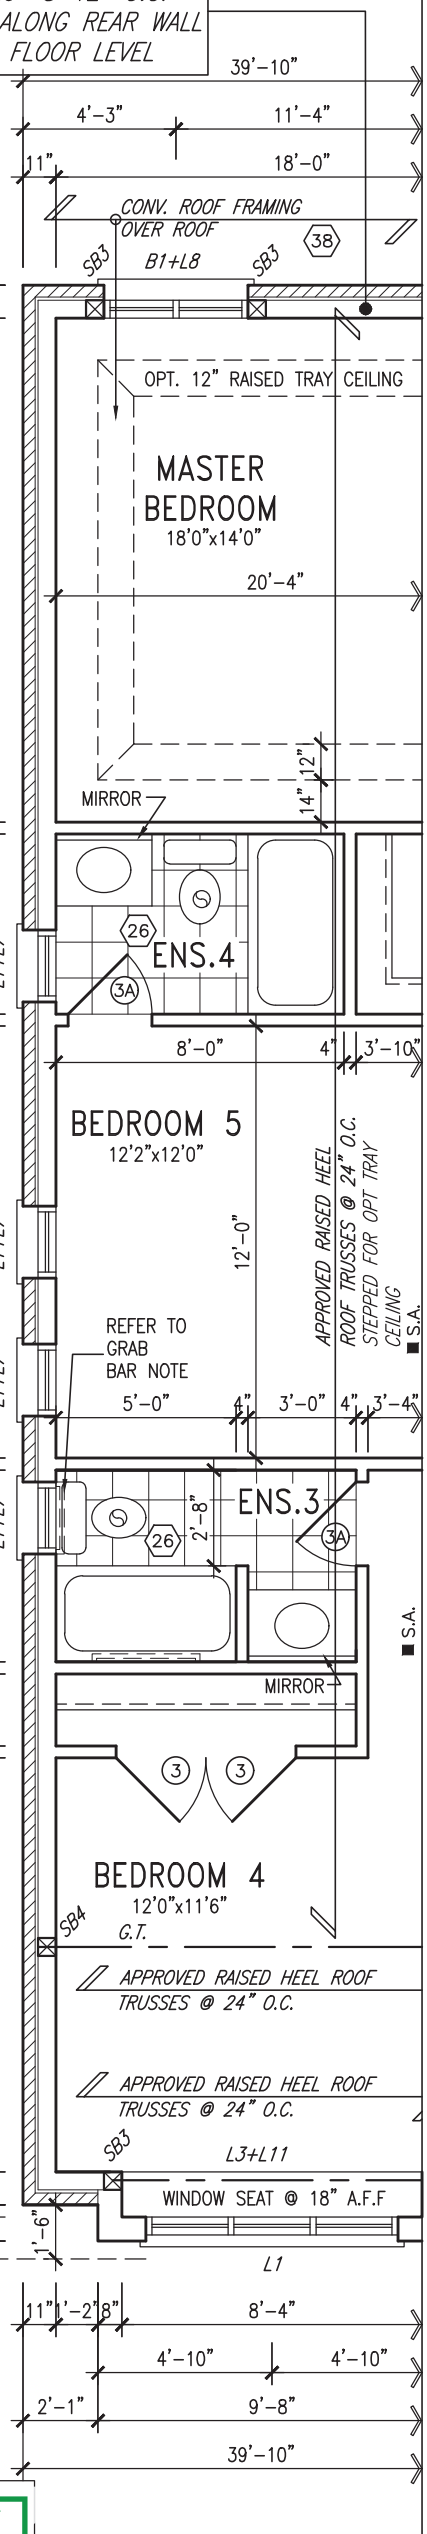 ALONG REAR WALL
FLOOR LEVEL
39'-10"
4'-3" 11'-4"
11" 18'-0"
CONV. ROOF FRAMING
OVER ROOF
38
SB3 B1+L8 SB3
OPT. 12" RAISED TRAY CEILING
MASTER
BEDROOM
18'0"x14'0"
20'-4"
12"
14"
MIRROR
26
ENS.4
3A
8'-0" 4" 3'-10"
BEDROOM 5
12'2"x12'0"
12'-0"
APPROVED RAISED HEEL
ROOF TRUSSES @ 24" O.C.
STEPPED FOR OPT TRAY
CEILING
S.A.
REFER TO
GRAB
BAR NOTE
5'-0" 4" 3'-0" 4" 3'-4"
ENS.3
2'-8"
26
3A
S.A.
MIRROR
3 3
BEDROOM 4
12'0"x11'6"
SB4
G.T.
APPROVED RAISED HEEL ROOF
TRUSSES @ 24" O.C.
APPROVED RAISED HEEL ROOF
TRUSSES @ 24" O.C.
SB3
L3+L11
WINDOW SEAT @ 18" A.F.F
1'-6"
L1
11" 1'-2" 8" 8'-4"
4'-10" 4'-10"
2'-1" 9'-8"
39'-10"